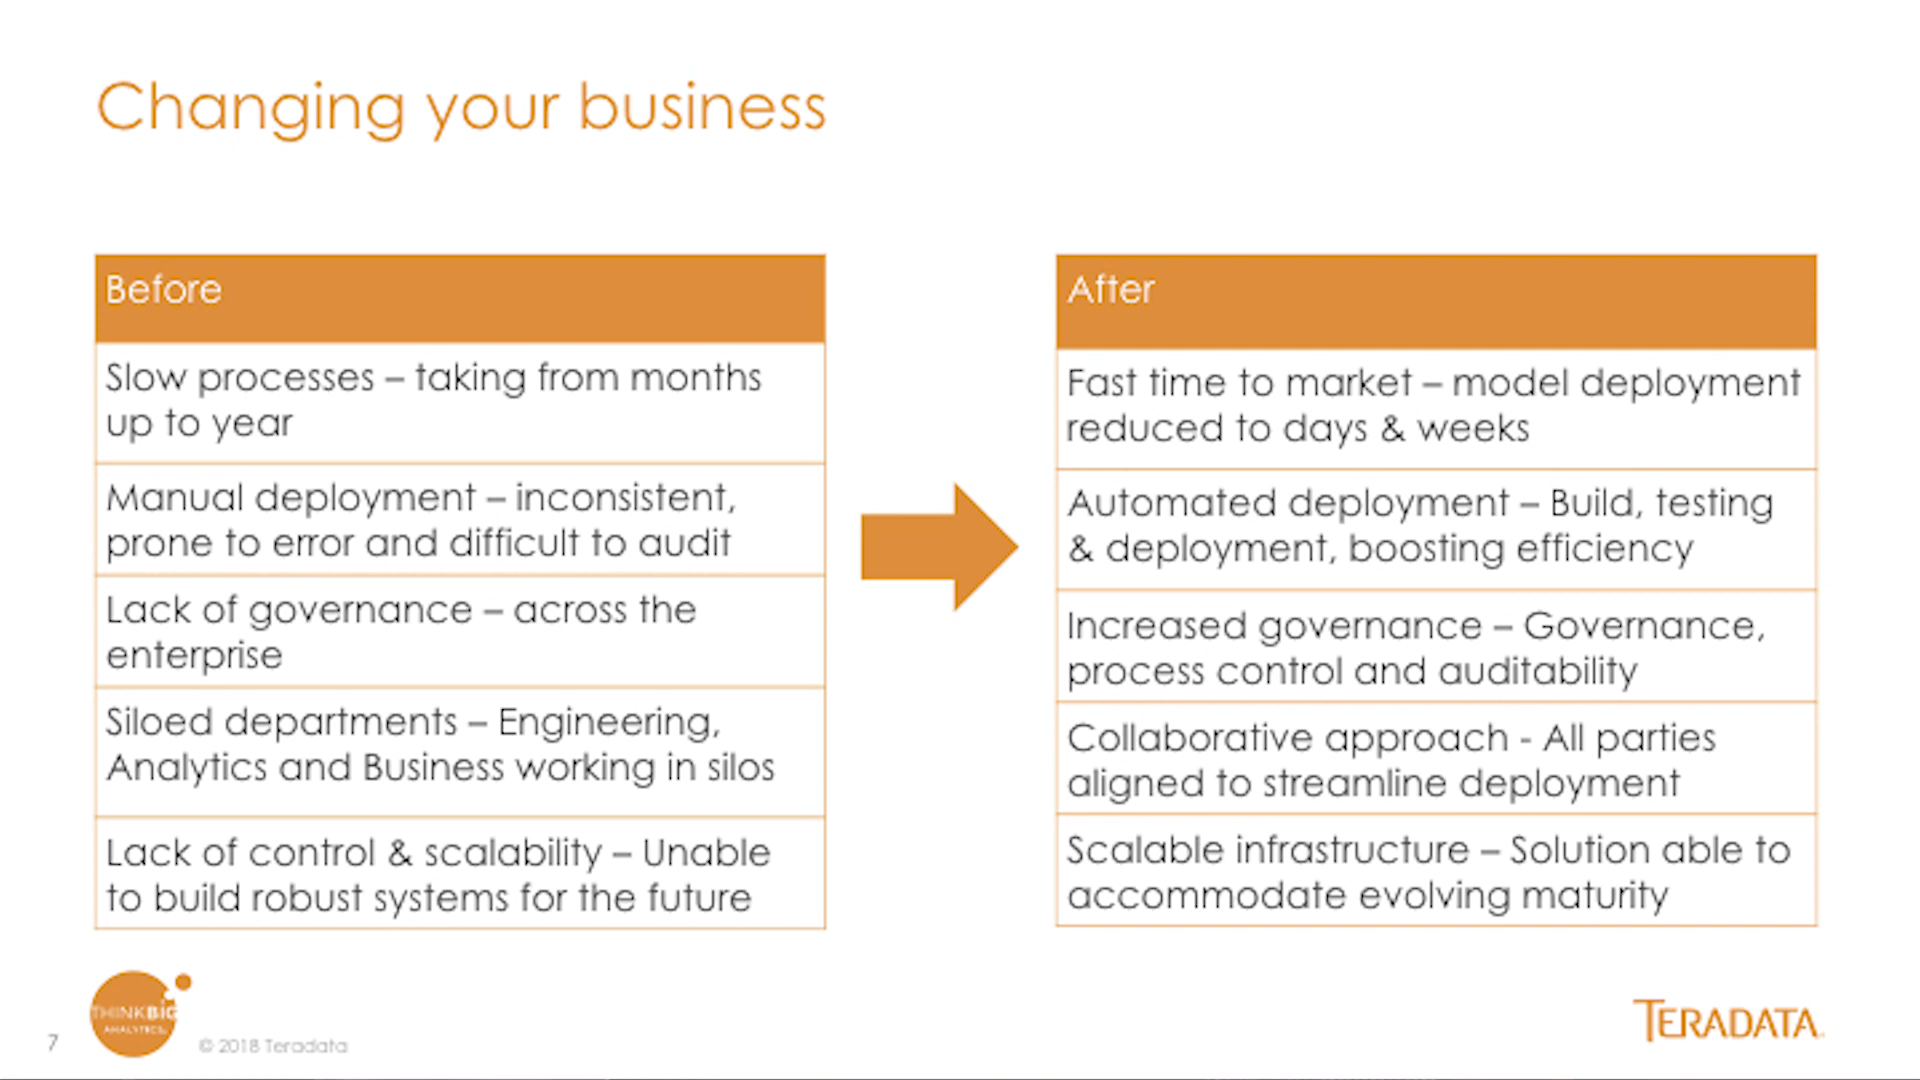 Changing your business
Before
Slow processes – taking from months
up to year
Manual deployment – inconsistent,
prone to error and difficult to audit
Lack of governance – across the
enterprise
Siloed departments – Engineering,
Analytics and Business working in silos
Lack of control & scalability – Unable
to build robust systems for the future
After
Fast time to market – model deployment
reduced to days & weeks
Automated deployment – Build, testing
& deployment, boosting efficiency
Increased governance – Governance,
process control and auditability
Collaborative approach - All parties
aligned to streamline deployment
Scalable infrastructure – Solution able to
accommodate evolving maturity
7
THINKBIG
ANALYTICS
© 2018 Teradata
TERADATA